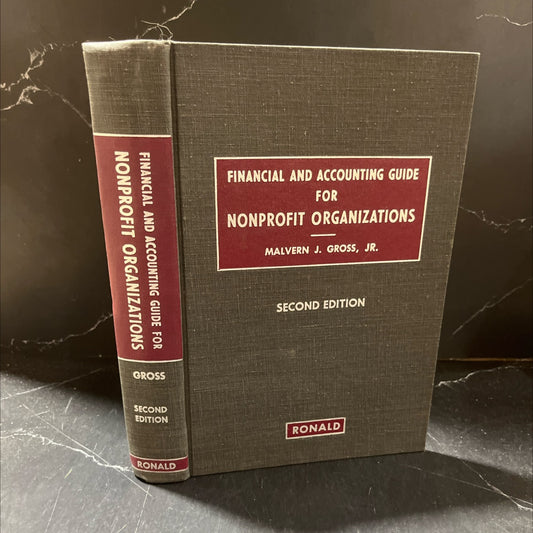 FINANCIAL AND ACCOUNTING GUIDE FOR
NONPROFIT ORGANIZATIONS
GROSS
SECOND
EDITION
RONALD
FINANCIAL AND ACCOUNTING GUIDE
FOR
NONPROFIT ORGANIZATIONS
MALVERN J. GROSS, JR.
SECOND EDITION
RONALD